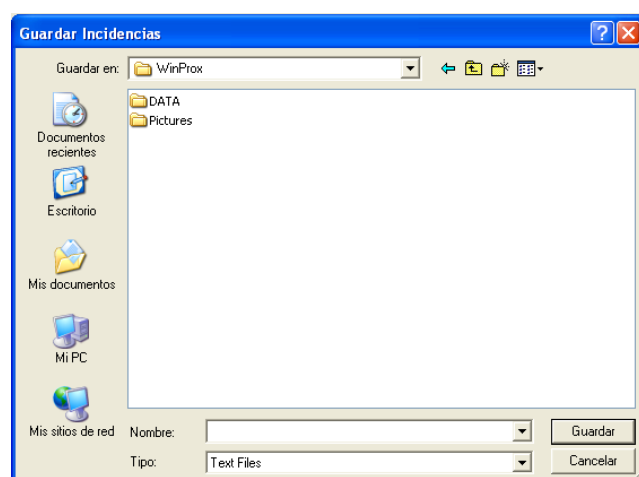 Guardar Incidencias
Guardar en:
WinProx
DATA
Pictures
Documentos
recientes
Escritorio
Mis documentos
Mi PC
Mis sitios de red
Nombre:
Guardar
Tipo:
Text Files
Cancelar